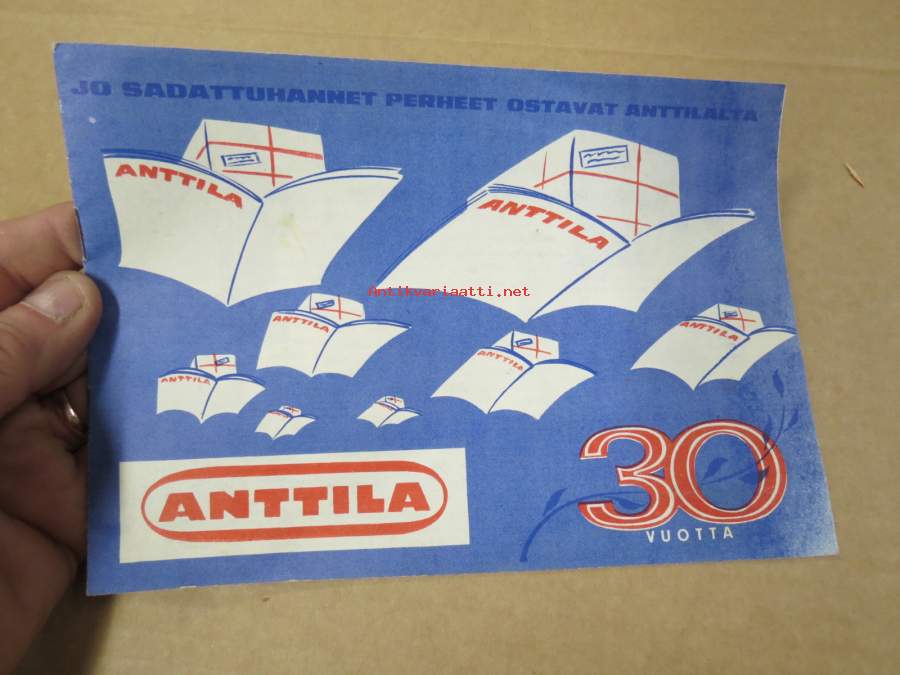 JO SADATTUHANNET PERHEET OSTAVAT ANTTILALTA
ANTTILA
ANTTILA
Antikvariaatti.net
ANTTILA
ANTTILA
ANTTILA
ANTTILA
ANTTILA
30
VUOTTA